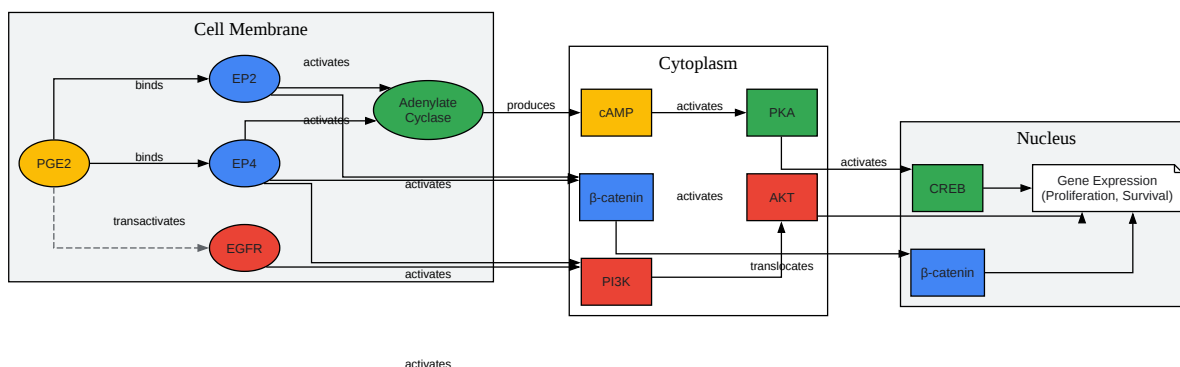 Cell Membrane
EP2
activates
binds
Adenylate
Cyclase
produces
activates
PGE2
binds
EP4
activates
transactivates
EGFR
activates
activates
Cytoplasm
cAMP
activates
PKA
β-catenin
activates
AKT
translocates
PI3K
activates
Nucleus
CREB
Gene Expression
(Proliferation, Survival)
β-catenin